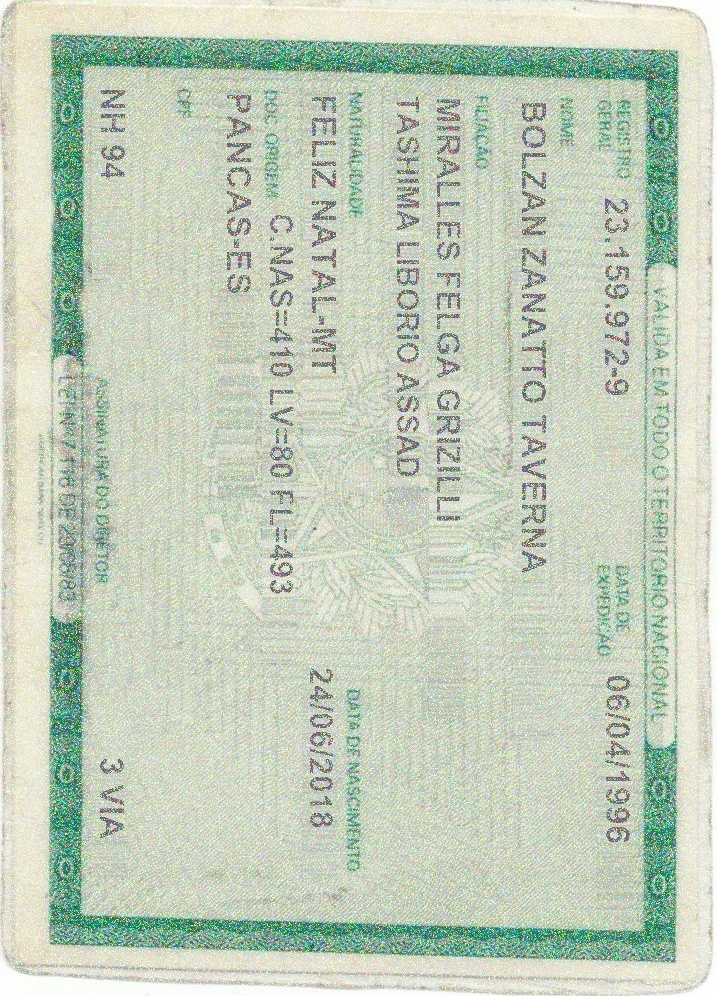 VÁLIDA EM TODO O TERRITÓRIO NACIONAL
REGISTRO GERAL 23.159.972-9 DATA DE EXPEDIÇÃO 06/04/1996
NOME
BOLZAN ZANATTO TAVERNA
FILIAÇÃO
MIRALLES FELGA GRIZILLI
TASHIMA LIBORIO ASSAD
NATURALIDADE DATA DE NASCIMENTO
FELIZ NATAL-MT 24/06/2018
DOC. ORIGEM C.NAS=410 LV=80 FL=493
PANCAS-ES
CPF
NH 94 3 VIA
ASSINATURA DO DIRETOR
LEI Nº 7.116 DE 29/08/83